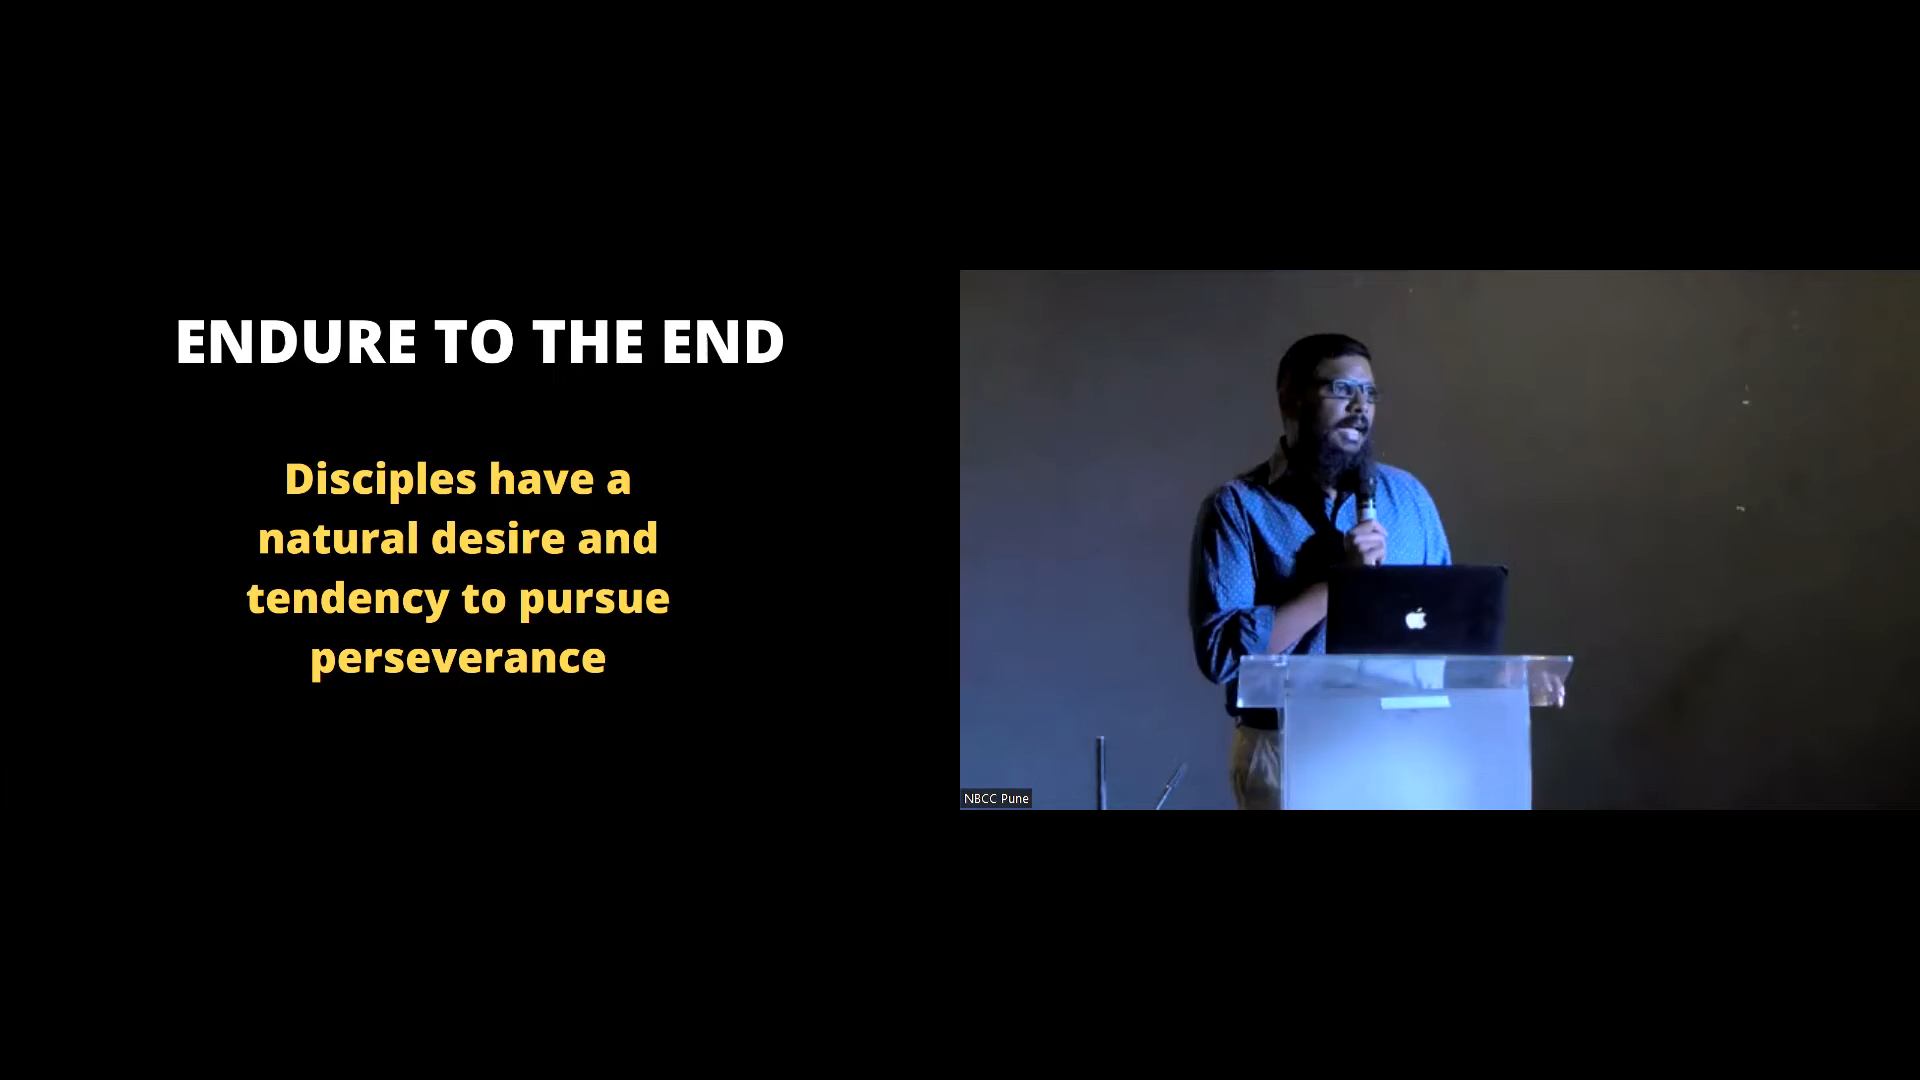 ENDURE TO THE END
Disciples have a
natural desire and
tendency to pursue
perseverance
NBCC Pune